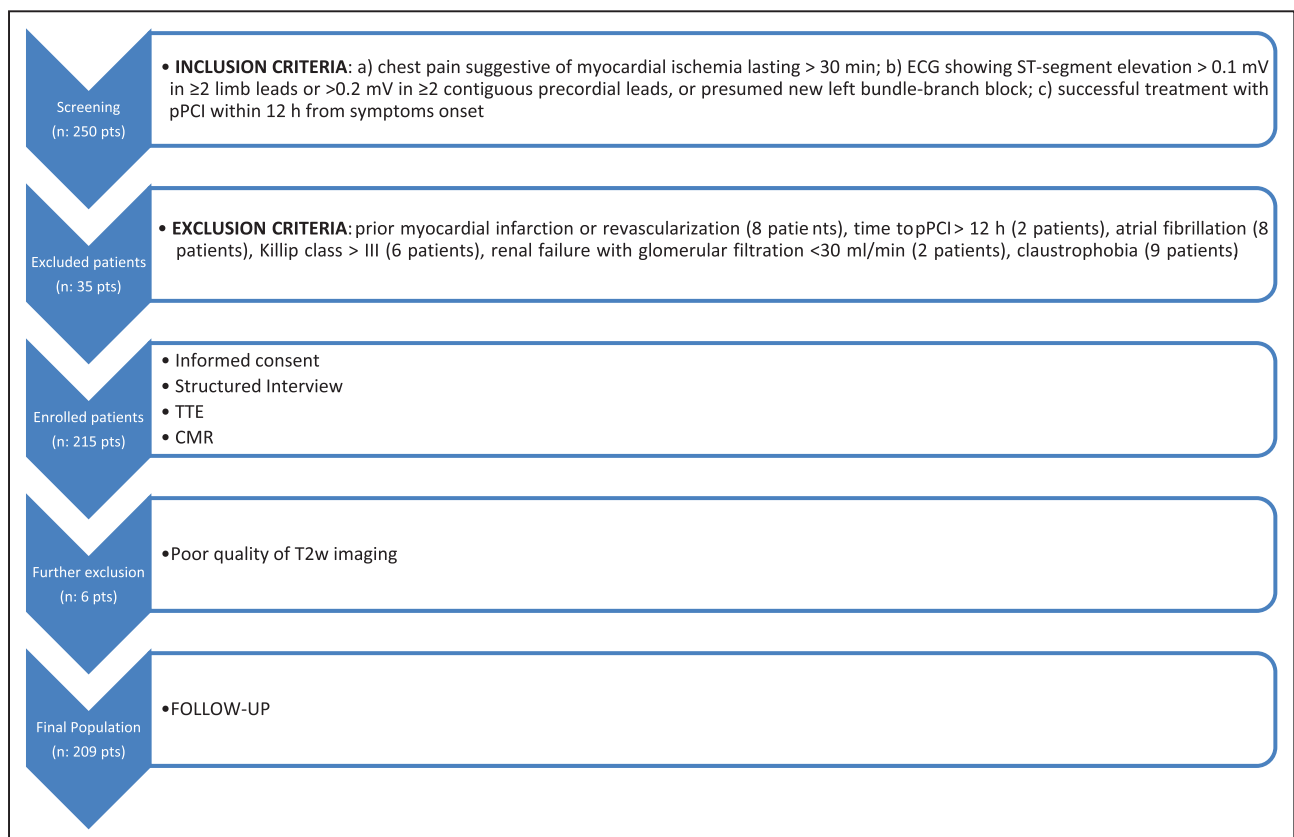 Screening
(n: 250 pts)
• INCLUSION CRITERIA: a) chest pain suggestive of myocardial ischemia lasting > 30 min; b) ECG showing ST-segment elevation > 0.1 mV
in ≥2 limb leads or >0.2 mV in ≥2 contiguous precordial leads, or presumed new left bundle-branch block; c) successful treatment with
pPCI within 12 h from symptoms onset
Excluded patients
(n: 35 pts)
• EXCLUSION CRITERIA: prior myocardial infarction or revascularization (8 patients), time to pPCI > 12 h (2 patients), atrial fibrillation (8
patients), Killip class > III (6 patients), renal failure with glomerular filtration <30 ml/min (2 patients), claustrophobia (9 patients)
Enrolled patients
(n: 215 pts)
• Informed consent
• Structured Interview
• TTE
• CMR
Further exclusion
(n: 6 pts)
•Poor quality of T2w imaging
Final Population
(n: 209 pts)
•FOLLOW-UP